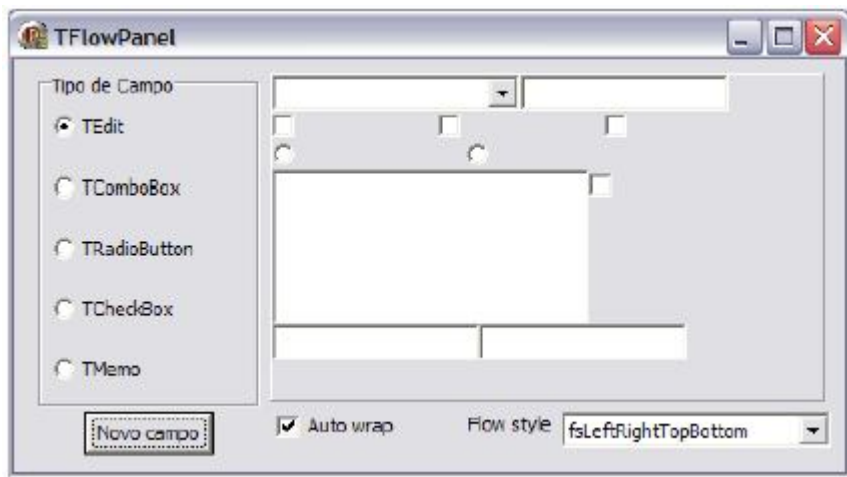 TFlowPanel
Tipo de Campo
TEdit
TComboBox
TRadioButton
TCheckBox
TMemo
Novo campo
Auto wrap
Flow style
fsLeftRightTopBottom